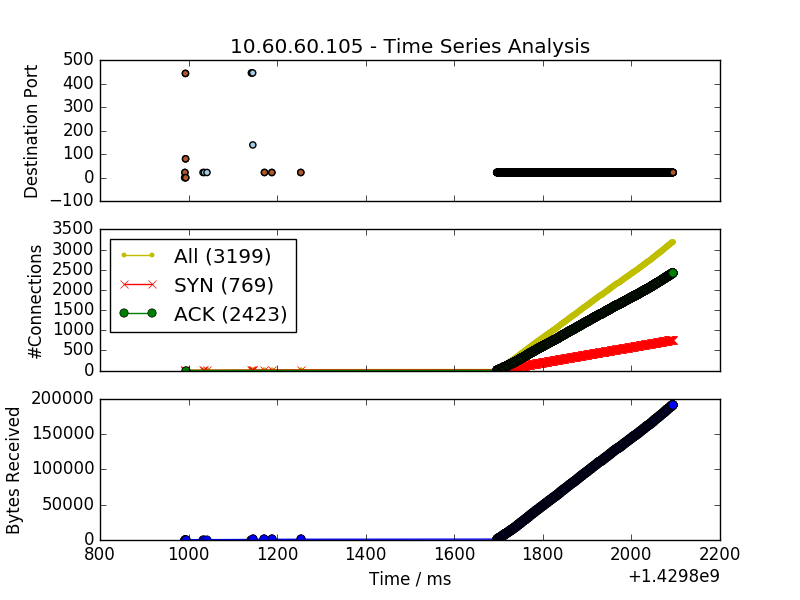 10.60.60.105 - Time Series Analysis
Destination Port
500
400
300
200
100
0
−100
#Connections
3500
3000
2500
2000
1500
1000
500
0
All (3199)
SYN (769)
ACK (2423)
Bytes Received
200000
150000
100000
50000
0
800 1000 1200 1400 1600 1800 2000 2200
Time / ms
+1.4298e9